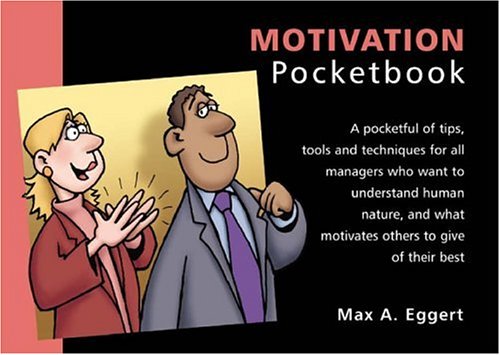 MOTIVATION
Pocketbook
A pocketful of tips,
tools and techniques for all
managers who want to
understand human
nature, and what
motivates others to give
of their best
Max A. Eggert